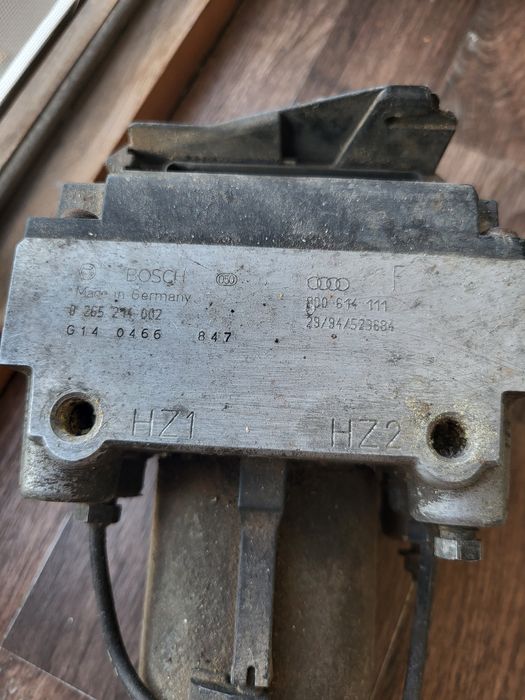 BOSCH 050
Made in Germany
0 265 214 002
G14 0466 847
F
8D0 614 111
29/94/523684
HZ1
HZ2